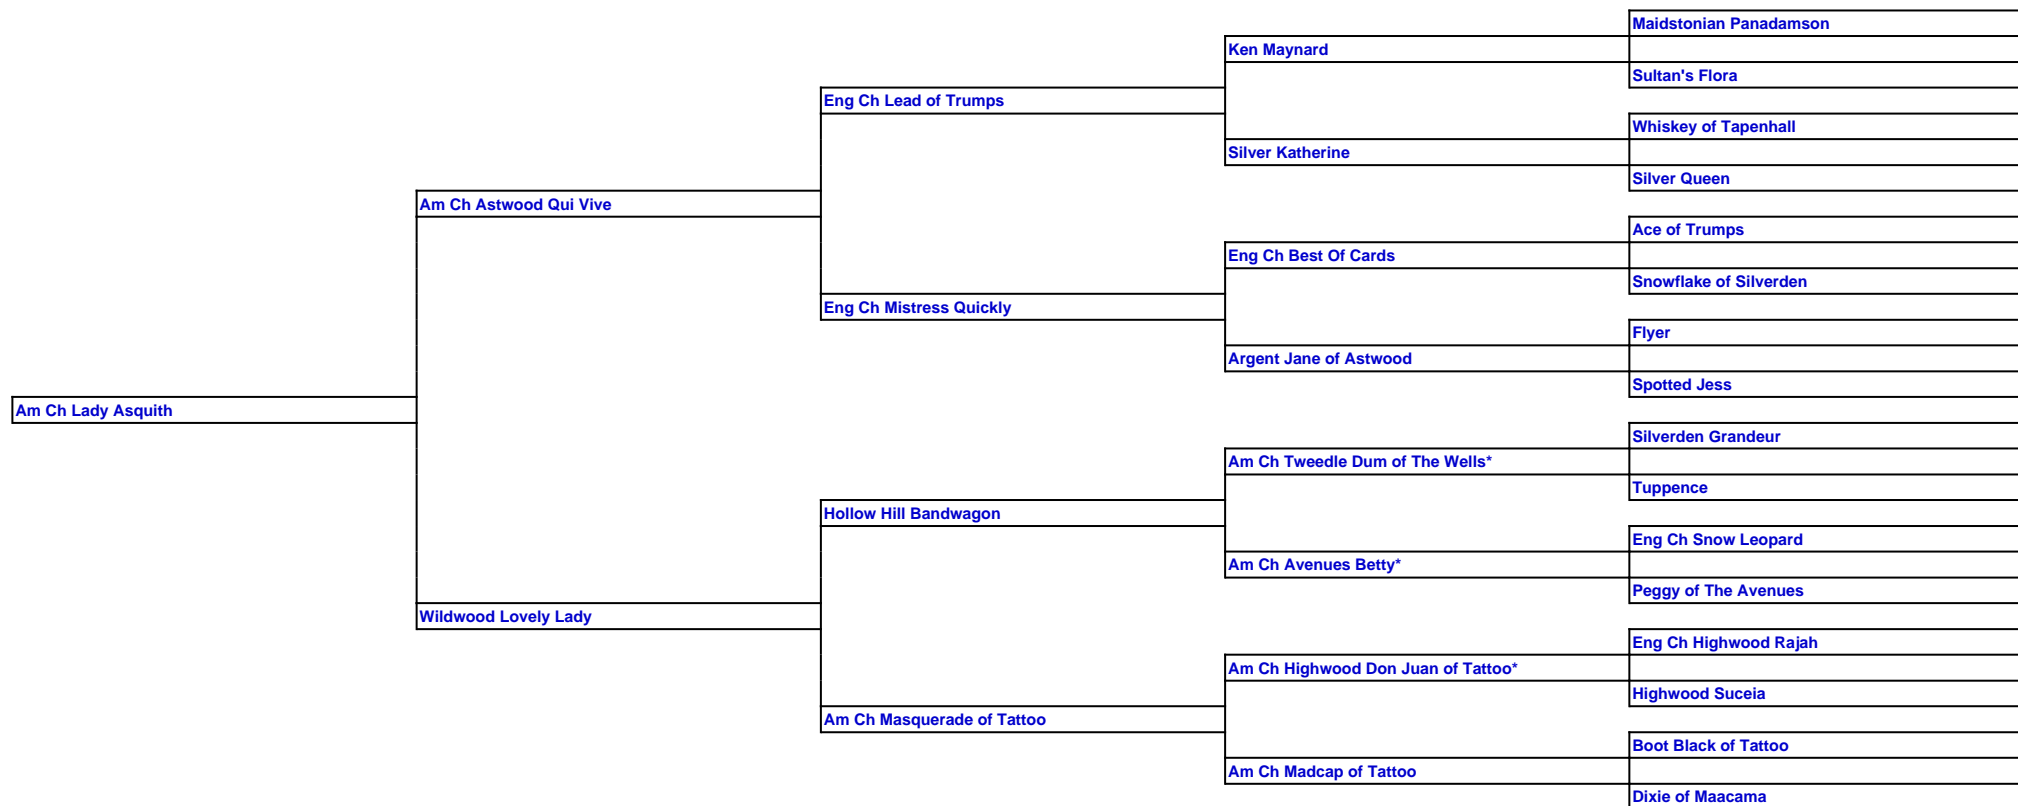 Maidstonian Panadamson
Ken Maynard
Sultan's Flora
Eng Ch Lead of Trumps
Whiskey of Tapenhall
Silver Katherine
Silver Queen
Am Ch Astwood Qui Vive
Ace of Trumps
Eng Ch Best Of Cards
Snowflake of Silverden
Eng Ch Mistress Quickly
Flyer
Argent Jane of Astwood
Spotted Jess
Am Ch Lady Asquith
Silverden Grandeur
Am Ch Tweedle Dum of The Wells*
Tuppence
Hollow Hill Bandwagon
Eng Ch Snow Leopard
Am Ch Avenues Betty*
Peggy of The Avenues
Wildwood Lovely Lady
Eng Ch Highwood Rajah
Am Ch Highwood Don Juan of Tattoo*
Highwood Suceia
Am Ch Masquerade of Tattoo
Boot Black of Tattoo
Am Ch Madcap of Tattoo
Dixie of Maacama